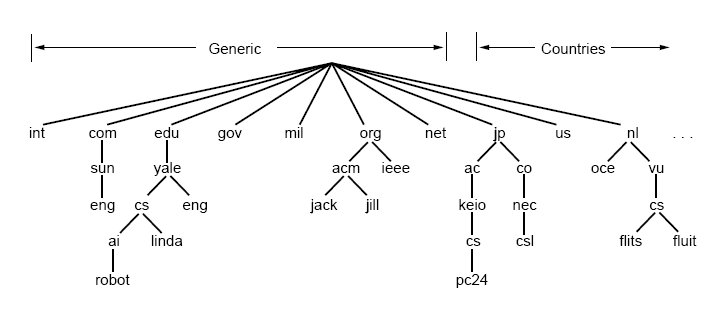 Generic Countries
int com edu gov mil org net jp us nl . . .
sun yale acm ieee ac co oce vu
eng cs eng jack jill keio nec cs
ai linda cs csl flits fluit
robot pc24